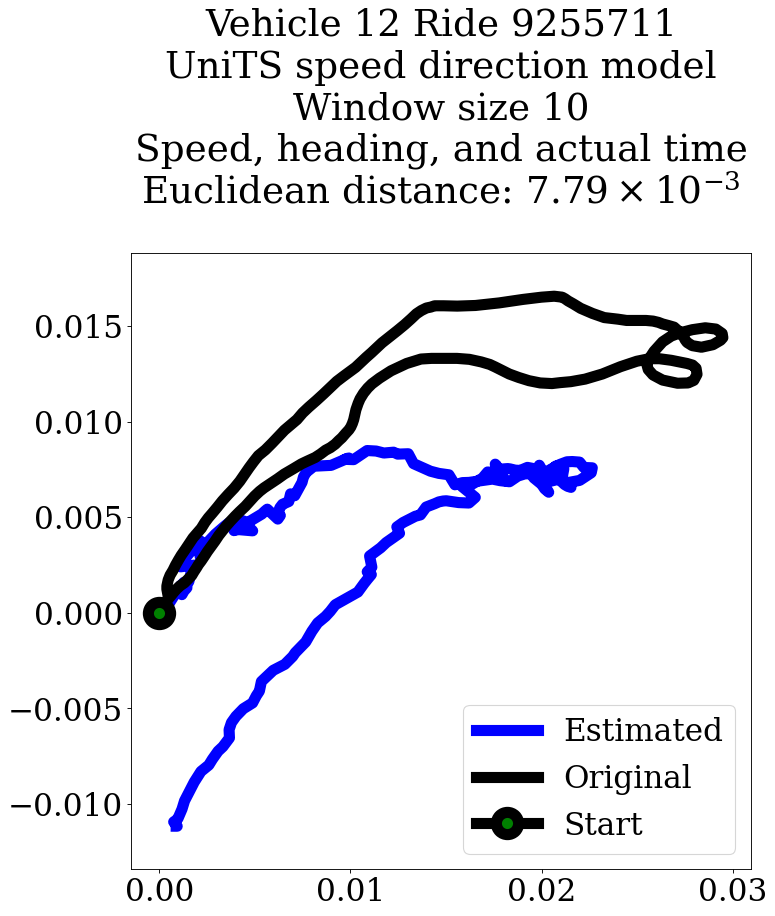 Vehicle 12 Ride 9255711
UniTS speed direction model
Window size 10
Speed, heading, and actual time
Euclidean distance: 7.79 × 10⁻³
0.015
0.010
0.005
0.000
−0.005
−0.010
Estimated
Original
Start
0.00 0.01 0.02 0.03